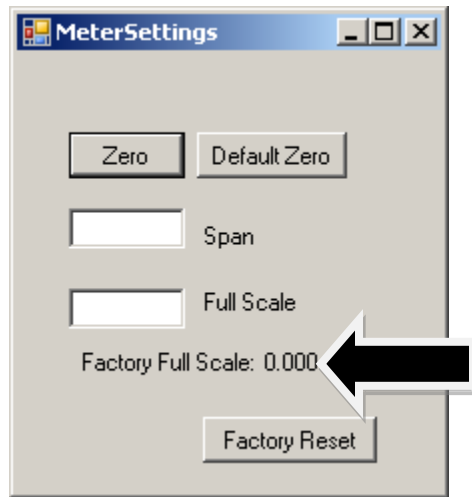 MeterSettings
Zero Default Zero
Span
Full Scale
Factory Full Scale: 0.000
Factory Reset